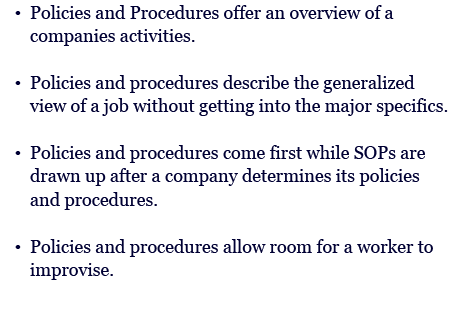 • Policies and Procedures offer an overview of a
companies activities.
• Policies and procedures describe the generalized
view of a job without getting into the major specifics.
• Policies and procedures come first while SOPs are
drawn up after a company determines its policies
and procedures.
• Policies and procedures allow room for a worker to
improvise.